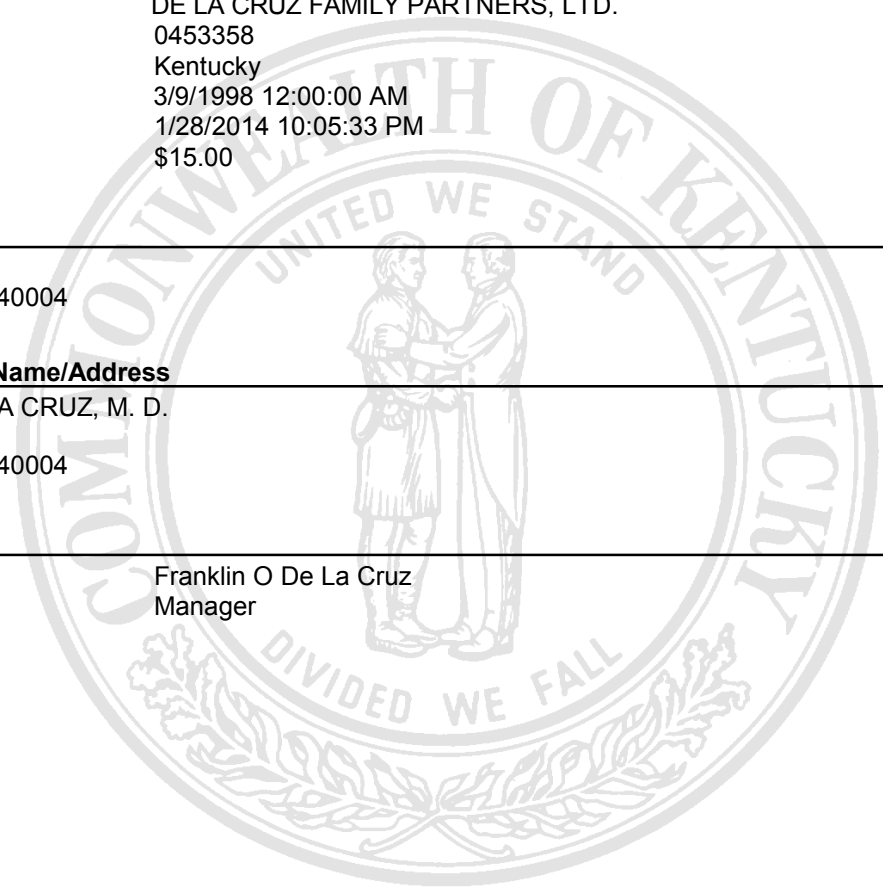 DE LA CRUZ FAMILY PARTNERS, LTD.
0453358
Kentucky
3/9/1998 12:00:00 AM
1/28/2014 10:05:33 PM
$15.00
COMMONWEALTH OF KENTUCKY
UNITED WE STAND
40004
Name/Address
A CRUZ, M. D.
40004
Franklin O De La Cruz
Manager
DIVIDED WE FALL